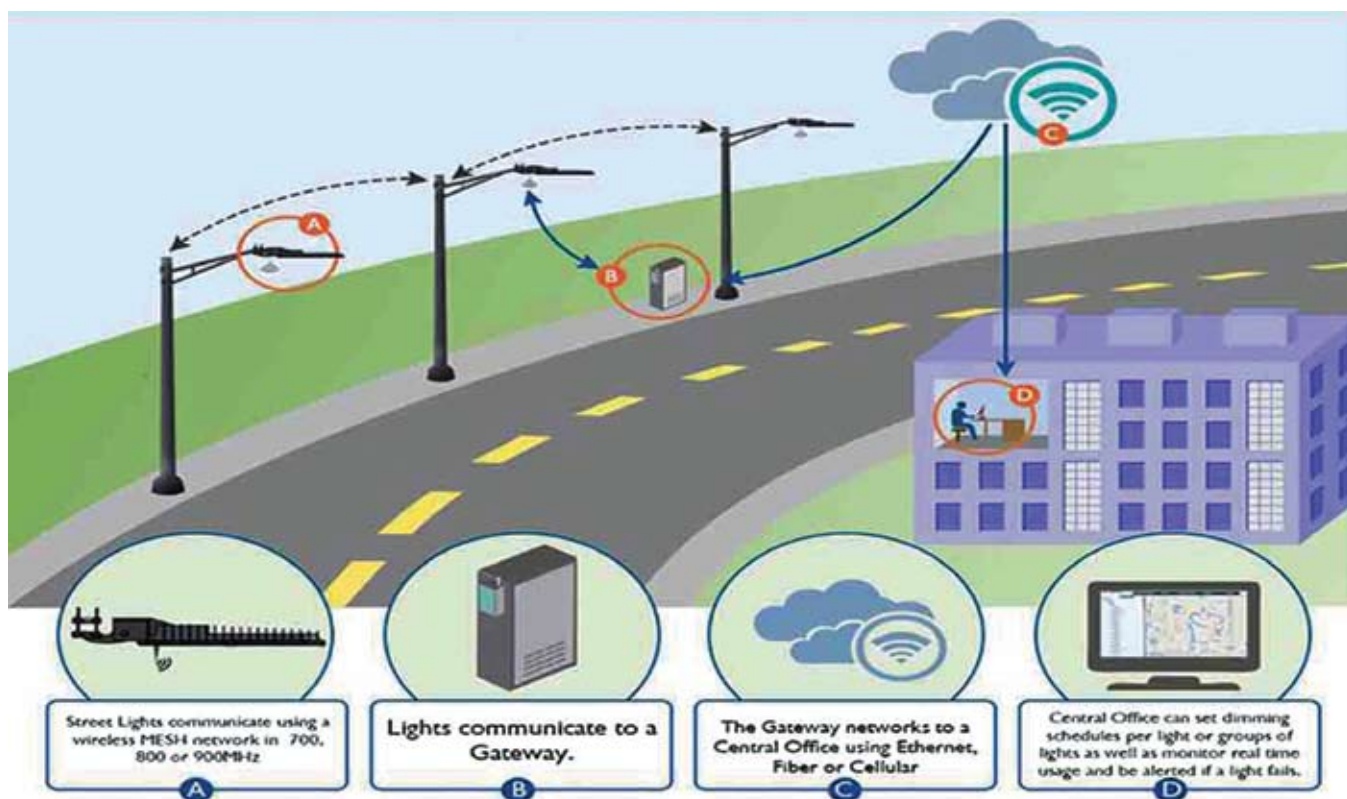 A
B
C
D
Street Lights communicate using a
wireless MESH network in 700,
800 or 900MHz
A
Lights communicate to a
Gateway.
B
The Gateway networks to a
Central Office using Ethernet,
Fiber or Cellular
C
Central Office can set dimming
schedules per light or groups of
lights as well as monitor real time
usage and be alerted if a light fails.
D